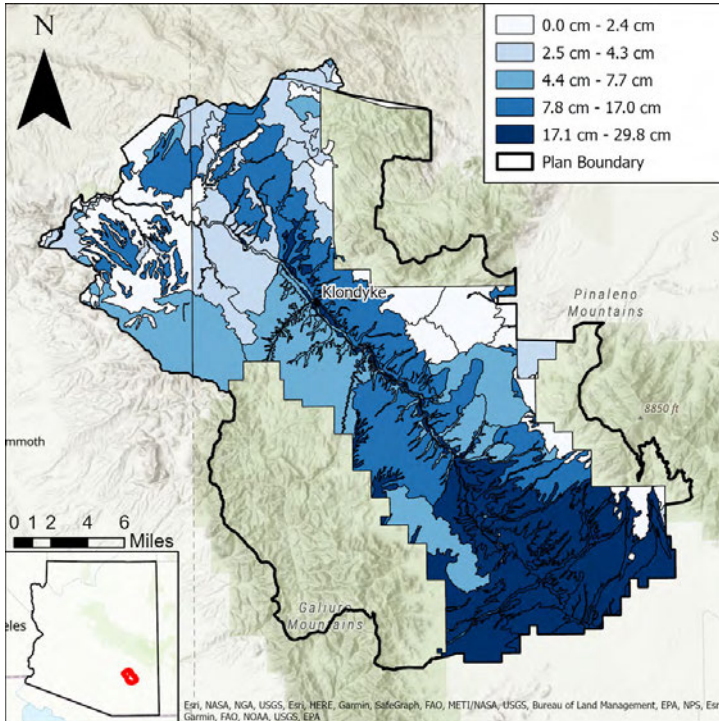 N
0.0 cm - 2.4 cm
2.5 cm - 4.3 cm
4.4 cm - 7.7 cm
7.8 cm - 17.0 cm
17.1 cm - 29.8 cm
Plan Boundary
S
Klondyke
Pinaleno
Mountains
8850 ft
mmoth
0 1 2 4 6
Miles
Galiuro
Mountains
eles
Esri, NASA, NGA, USGS, Esri, HERE, Garmin, SafeGraph, FAO, METI/NASA, USGS, Bureau of Land Management, EPA, NPS, Esr
Garmin, FAO, NOAA, USGS, EPA